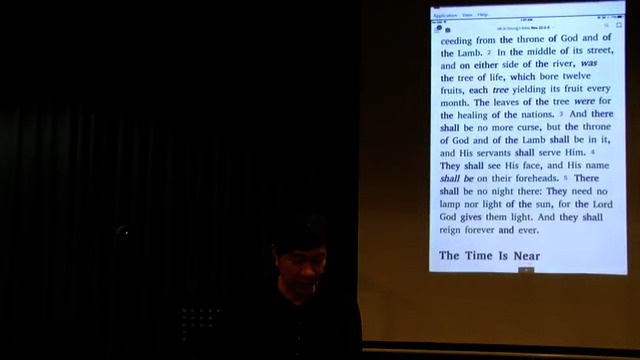 Application View Help
ceeding from the throne of God and of
the Lamb. 2 In the middle of its street,
and on either side of the river, was
the tree of life, which bore twelve
fruits, each tree yielding its fruit every
month. The leaves of the tree were for
the healing of the nations. 3 And there
shall be no more curse, but the throne
of God and of the Lamb shall be in it,
and His servants shall serve Him. 4
They shall see His face, and His name
shall be on their foreheads. 5 There
shall be no night there: They need no
lamp nor light of the sun, for the Lord
God gives them light. And they shall
reign forever and ever.
The Time Is Near